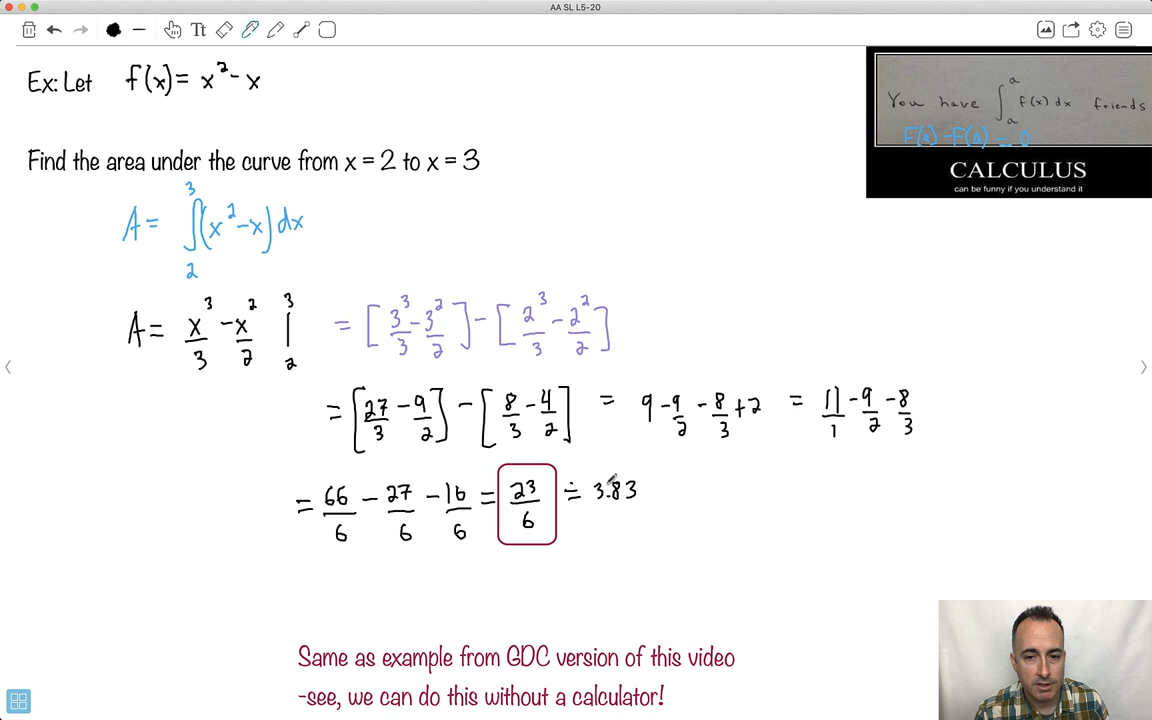 AA SL L5-20
Tt
Ex: Let f(x) = x² - x
You have ∫ₐᵃ f(x) dx friends
F(a) - F(a) = 0
CALCULUS
can be funny if you understand it
Find the area under the curve from x = 2 to x = 3
A = ∫₂³ (x² - x) dx
A = x³/3 - x²/2 |₂³ = [3³/3 - 3²/2] - [2³/3 - 2²/2]
= [27/3 - 9/2] - [8/3 - 4/2] = 9 - 9/2 - 8/3 + 2 = 11/1 - 9/2 - 8/3
= 66/6 - 27/6 - 16/6 = 23/6 ≐ 3.83
Same as example from GDC version of this video
-see, we can do this without a calculator!